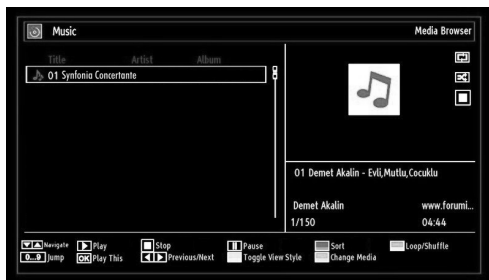 Music
Media Browser
Title Artist Album
01 Synfonia Concertante
01 Demet Akalin - Evli,Mutlu,Cocuklu
Demet Akalin www.forumi...
1/150 04:44
Navigate Play Stop Pause Sort Loop/Shuffle
0...9 Jump OK Play This Previous/Next Toggle View Style Change Media